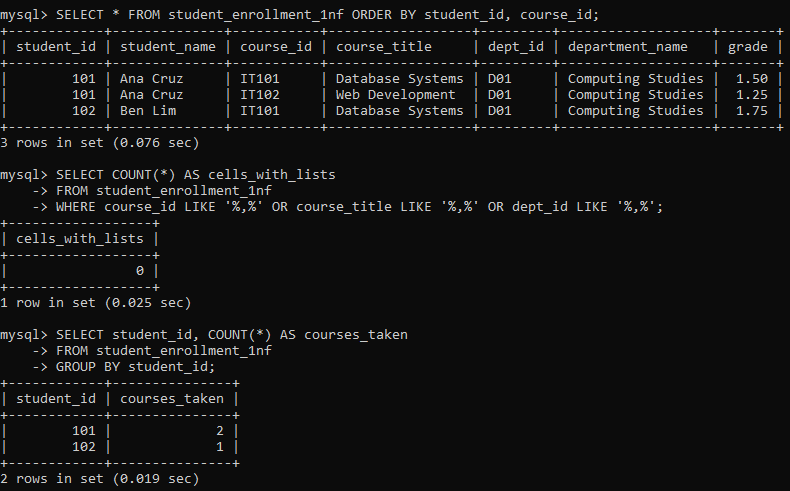 mysql> SELECT * FROM student_enrollment_1nf ORDER BY student_id, course_id;
+------------+--------------+-----------+------------------+---------+-------------------+-------+
| student_id | student_name | course_id | course_title     | dept_id | department_name   | grade |
+------------+--------------+-----------+------------------+---------+-------------------+-------+
|        101 | Ana Cruz     | IT101     | Database Systems | D01     | Computing Studies |  1.50 |
|        101 | Ana Cruz     | IT102     | Web Development  | D01     | Computing Studies |  1.25 |
|        102 | Ben Lim      | IT101     | Database Systems | D01     | Computing Studies |  1.75 |
+------------+--------------+-----------+------------------+---------+-------------------+-------+
3 rows in set (0.076 sec)
mysql> SELECT COUNT(*) AS cells_with_lists
    -> FROM student_enrollment_1nf
    -> WHERE course_id LIKE '%,%' OR course_title LIKE '%,%' OR dept_id LIKE '%,%';
+------------------+
| cells_with_lists |
+------------------+
|                0 |
+------------------+
1 row in set (0.025 sec)
mysql> SELECT student_id, COUNT(*) AS courses_taken
    -> FROM student_enrollment_1nf
    -> GROUP BY student_id;
+------------+---------------+
| student_id | courses_taken |
+------------+---------------+
|        101 |             2 |
|        102 |             1 |
+------------+---------------+
2 rows in set (0.019 sec)